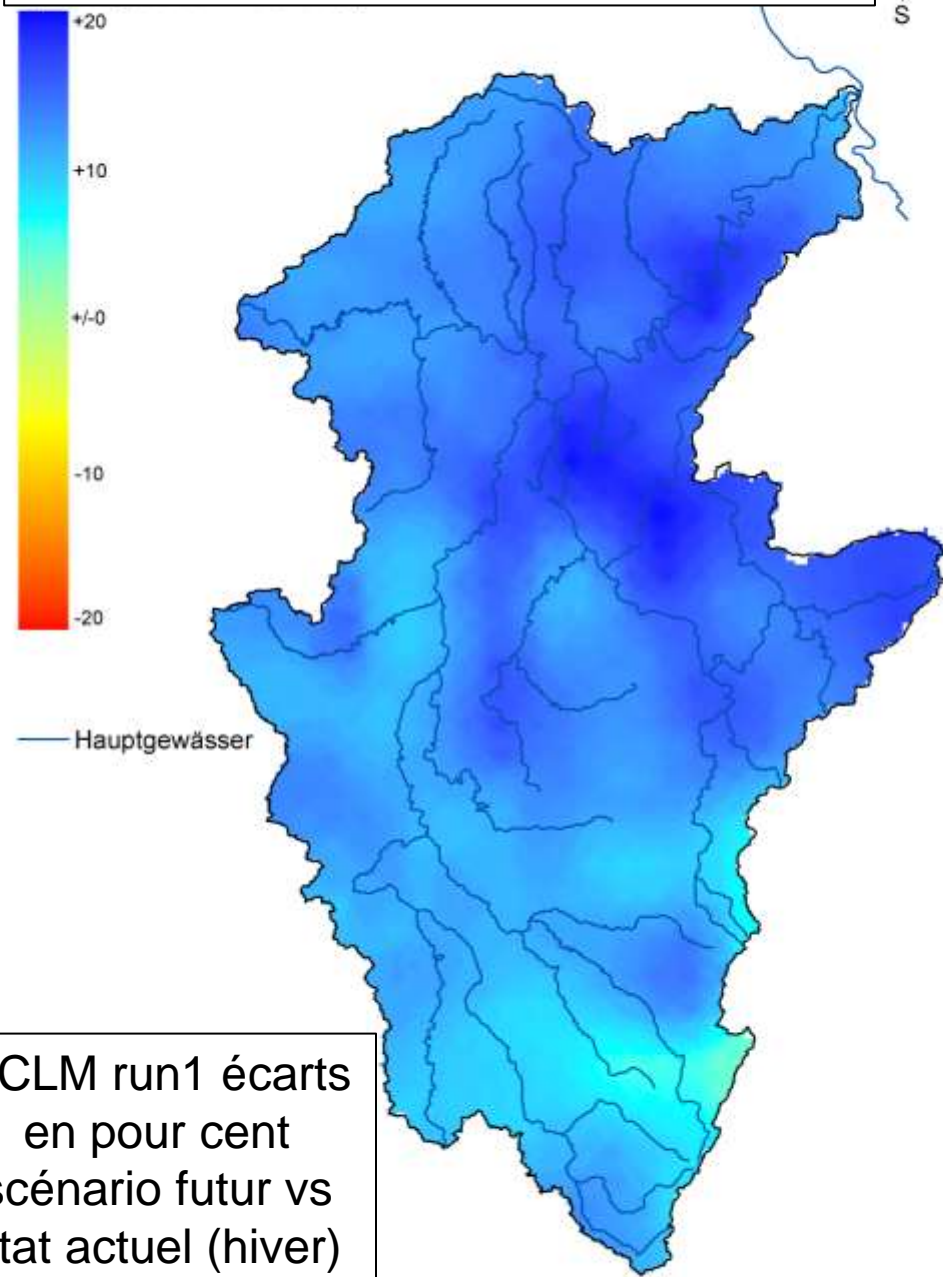 S
+20
+10
+/-0
-10
-20
Hauptgewässer
CLM run1 écarts
en pour cent
scénario futur vs
tat actuel (hiver)